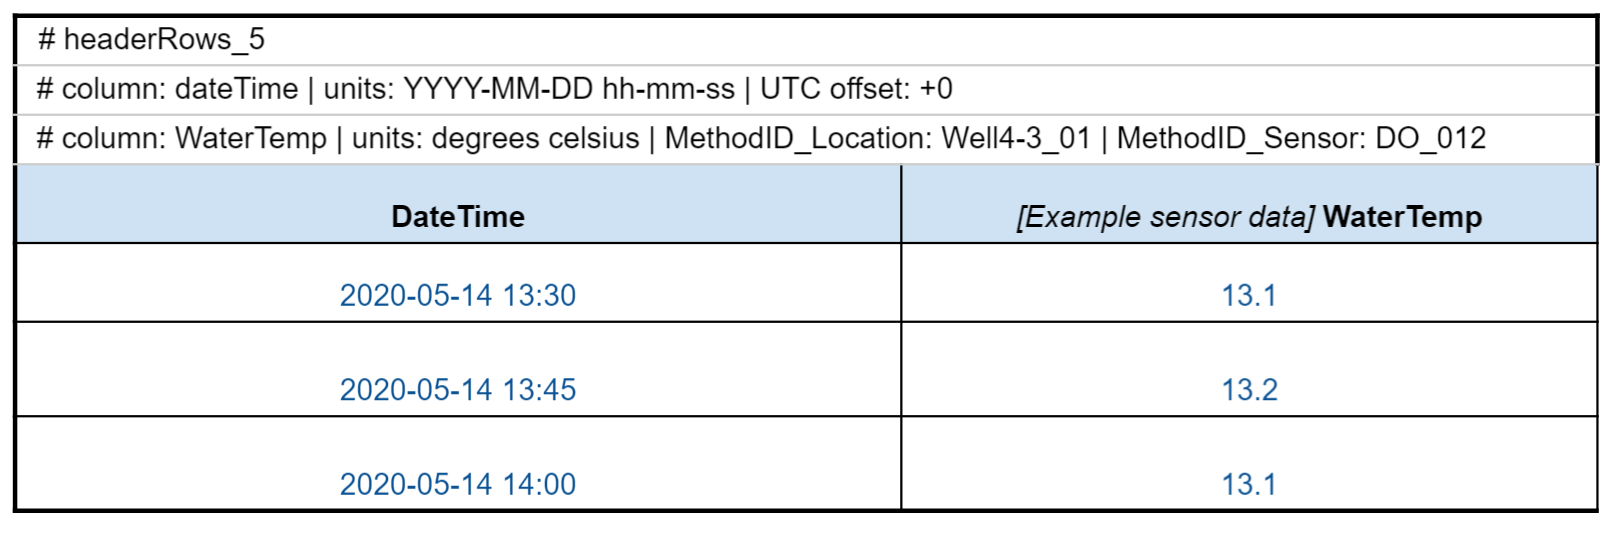 # headerRows_5
# column: dateTime | units: YYYY-MM-DD hh-mm-ss | UTC offset: +0
# column: WaterTemp | units: degrees celsius | MethodID_Location: Well4-3_01 | MethodID_Sensor: DO_012
DateTime [Example sensor data] WaterTemp
2020-05-14 13:30 13.1
2020-05-14 13:45 13.2
2020-05-14 14:00 13.1